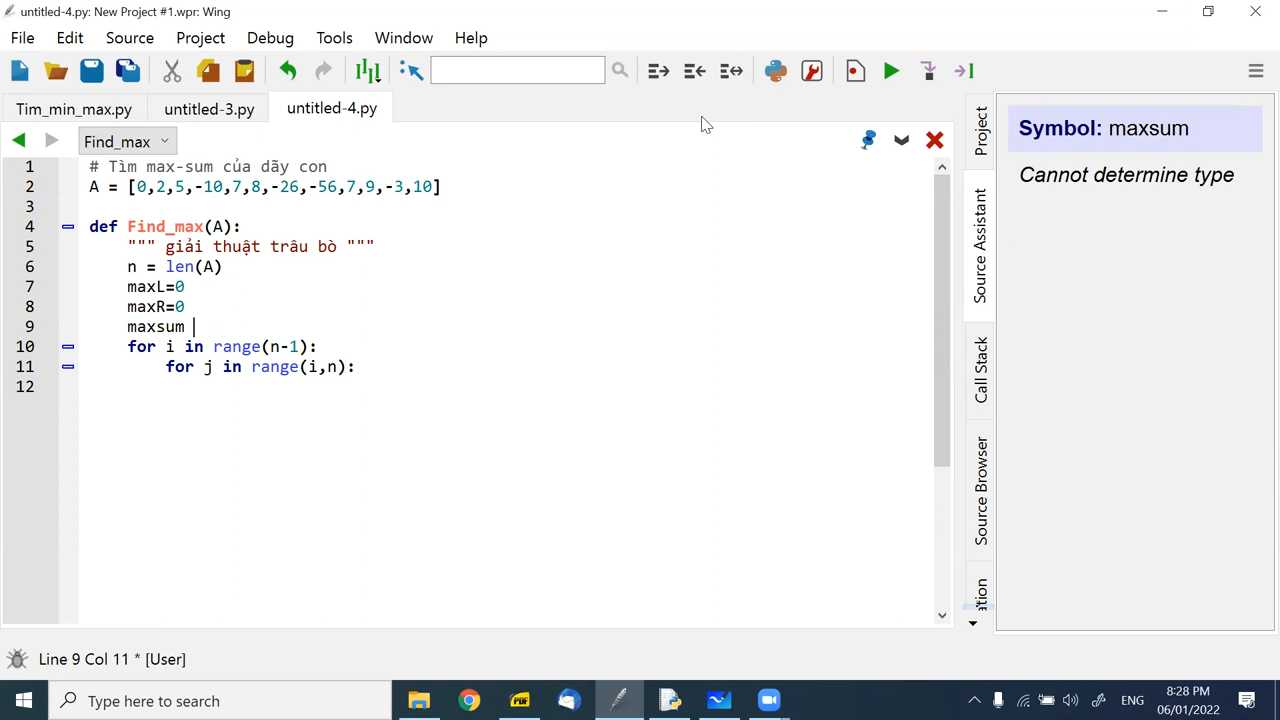 untitled-4.py: New Project #1.wpr: Wing
File Edit Source Project Debug Tools Window Help
Tim_min_max.py untitled-3.py untitled-4.py
Find_max
1 # Tìm max-sum của dãy con
2 A = [0,2,5,-10,7,8,-26,-56,7,9,-3,10]
3
4 def Find_max(A):
5 """ giải thuật trâu bò """
6 n = len(A)
7 maxL=0
8 maxR=0
9 maxsum
10 for i in range(n-1):
11 for j in range(i,n):
12
Project
Source Assistant
Call Stack
Source Browser
Symbol: maxsum
Cannot determine type
Line 9 Col 11 * [User]
Type here to search
PDF
ENG
8:28 PM
06/01/2022